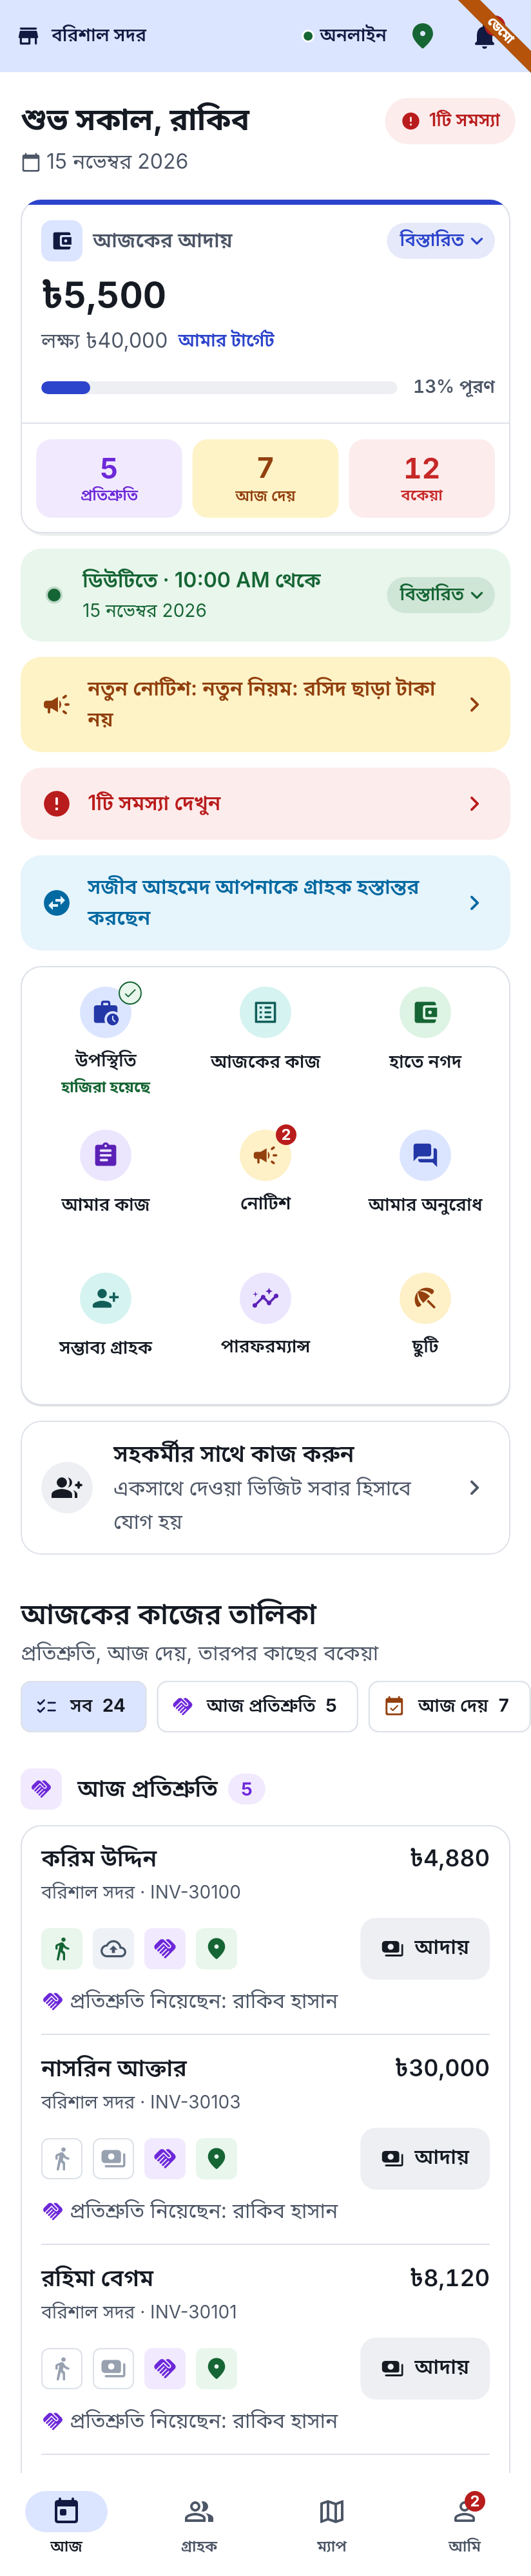 বরিশাল সদর
অনলাইন
ডেমো
শুভ সকাল, রাকিব
1টি সমস্যা
15 নভেম্বর 2026
আজকের আদায়
বিস্তারিত
৳5,500
লক্ষ্য ৳40,000 আমার টার্গেট
13% পূরণ
5
প্রতিশ্রুতি
7
আজ দেয়
12
বকেয়া
ডিউটিতে · 10:00 AM থেকে
15 নভেম্বর 2026
বিস্তারিত
নতুন নোটিশ: নতুন নিয়ম: রসিদ ছাড়া টাকা
নয়
1টি সমস্যা দেখুন
সজীব আহমেদ আপনাকে গ্রাহক হস্তান্তর
করছেন
উপস্থিতি
হাজিরা হয়েছে
আজকের কাজ
হাতে নগদ
আমার কাজ
2
নোটিশ
আমার অনুরোধ
সম্ভাব্য গ্রাহক
পারফরম্যান্স
ছুটি
সহকর্মীর সাথে কাজ করুন
একসাথে দেওয়া ভিজিট সবার হিসাবে
যোগ হয়
আজকের কাজের তালিকা
প্রতিশ্রুতি, আজ দেয়, তারপর কাছের বকেয়া
সব 24
আজ প্রতিশ্রুতি 5
আজ দেয় 7
আজ প্রতিশ্রুতি 5
করিম উদ্দিন
৳4,880
বরিশাল সদর · INV-30100
আদায়
প্রতিশ্রুতি নিয়েছেন: রাকিব হাসান
নাসরিন আক্তার
৳30,000
বরিশাল সদর · INV-30103
আদায়
প্রতিশ্রুতি নিয়েছেন: রাকিব হাসান
রহিমা বেগম
৳8,120
বরিশাল সদর · INV-30101
আদায়
প্রতিশ্রুতি নিয়েছেন: রাকিব হাসান
আজ
গ্রাহক
ম্যাপ
2
আমি